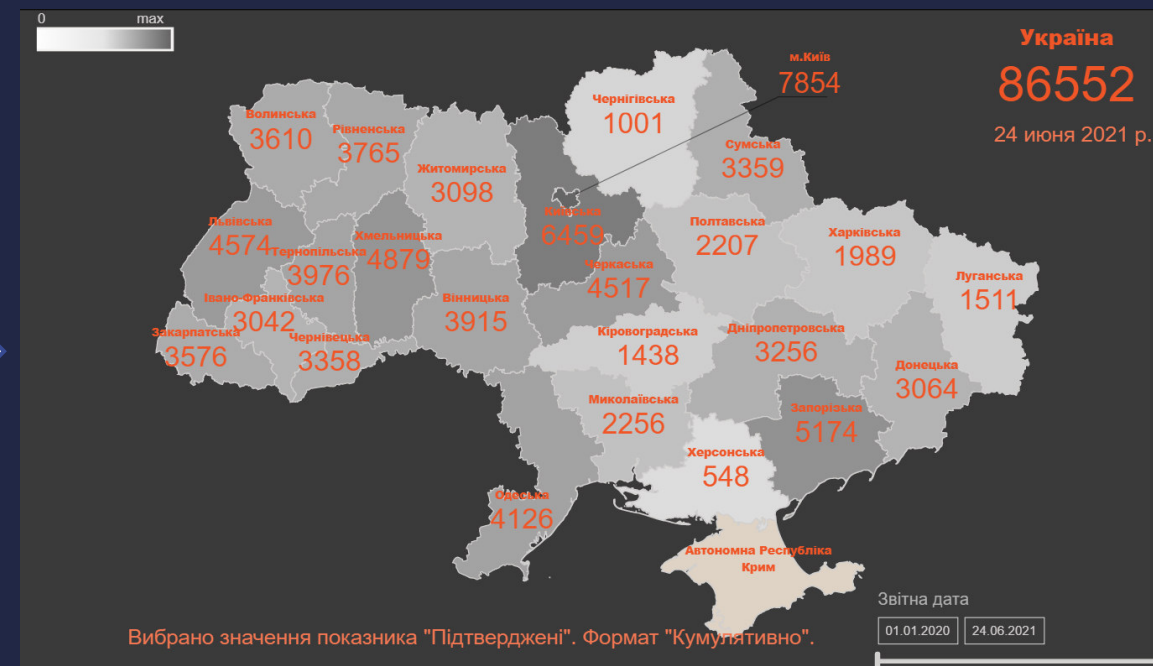 0 max
Україна
86552
24 июня 2021 р.
м.Київ
7854
Чернігівська
1001
Волинська
3610
Рівненська
3765
Житомирська
3098
Сумська
3359
Київська
6459
Львівська
4574
Тернопільська
3976
Хмельницька
4879
Полтавська
2207
Харківська
1989
Черкаська
4517
Луганська
1511
Івано-Франківська
3042
Вінницька
3915
Закарпатська
3576
Чернівецька
3358
Кіровоградська
1438
Дніпропетровська
3256
Донецька
3064
Миколаївська
2256
Запорізька
5174
Херсонська
548
Одеська
4126
Автономна Республіка
Крим
Звітна дата
01.01.2020 24.06.2021
Вибрано значення показника "Підтверджені". Формат "Кумулятивно".